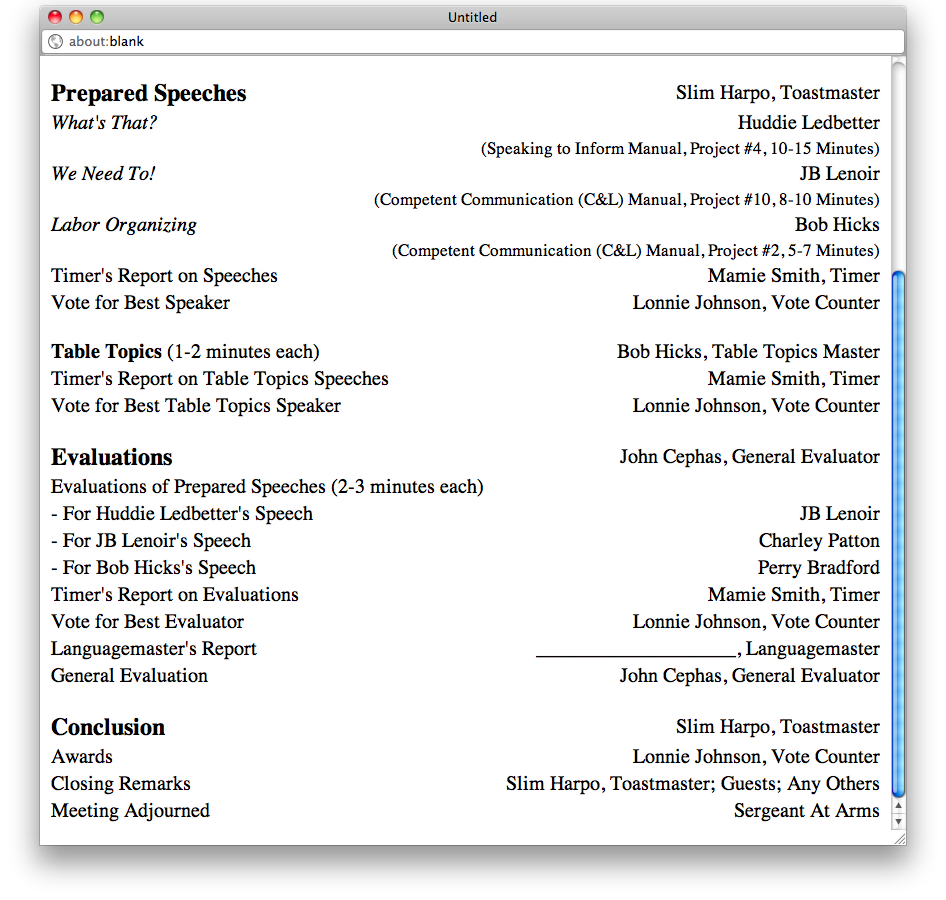 Untitled
about:blank
Prepared Speeches Slim Harpo, Toastmaster
What's That? Huddie Ledbetter
(Speaking to Inform Manual, Project #4, 10-15 Minutes)
We Need To! JB Lenoir
(Competent Communication (C&L) Manual, Project #10, 8-10 Minutes)
Labor Organizing Bob Hicks
(Competent Communication (C&L) Manual, Project #2, 5-7 Minutes)
Timer's Report on Speeches Mamie Smith, Timer
Vote for Best Speaker Lonnie Johnson, Vote Counter
Table Topics (1-2 minutes each) Bob Hicks, Table Topics Master
Timer's Report on Table Topics Speeches Mamie Smith, Timer
Vote for Best Table Topics Speaker Lonnie Johnson, Vote Counter
Evaluations John Cephas, General Evaluator
Evaluations of Prepared Speeches (2-3 minutes each)
- For Huddie Ledbetter's Speech JB Lenoir
- For JB Lenoir's Speech Charley Patton
- For Bob Hicks's Speech Perry Bradford
Timer's Report on Evaluations Mamie Smith, Timer
Vote for Best Evaluator Lonnie Johnson, Vote Counter
Languagemaster's Report ____________________, Languagemaster
General Evaluation John Cephas, General Evaluator
Conclusion Slim Harpo, Toastmaster
Awards Lonnie Johnson, Vote Counter
Closing Remarks Slim Harpo, Toastmaster; Guests; Any Others
Meeting Adjourned Sergeant At Arms